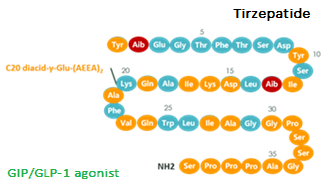 Tirzepatide
5
Tyr Aib Glu Gly Thr Phe Thr Ser Asp
Tyr 10
Ser
C20 diacid-γ-Glu-(AEEA)₂
20 15
Lys Gln Ala Ile Lys Asp Leu Aib Ile
Ala
Phe
25 30
Val Gln Trp Leu Ile Ala Gly Gly Pro
Ser
35 Ser
NH2 Ser Pro Pro Pro Ala Gly
GIP/GLP-1 agonist